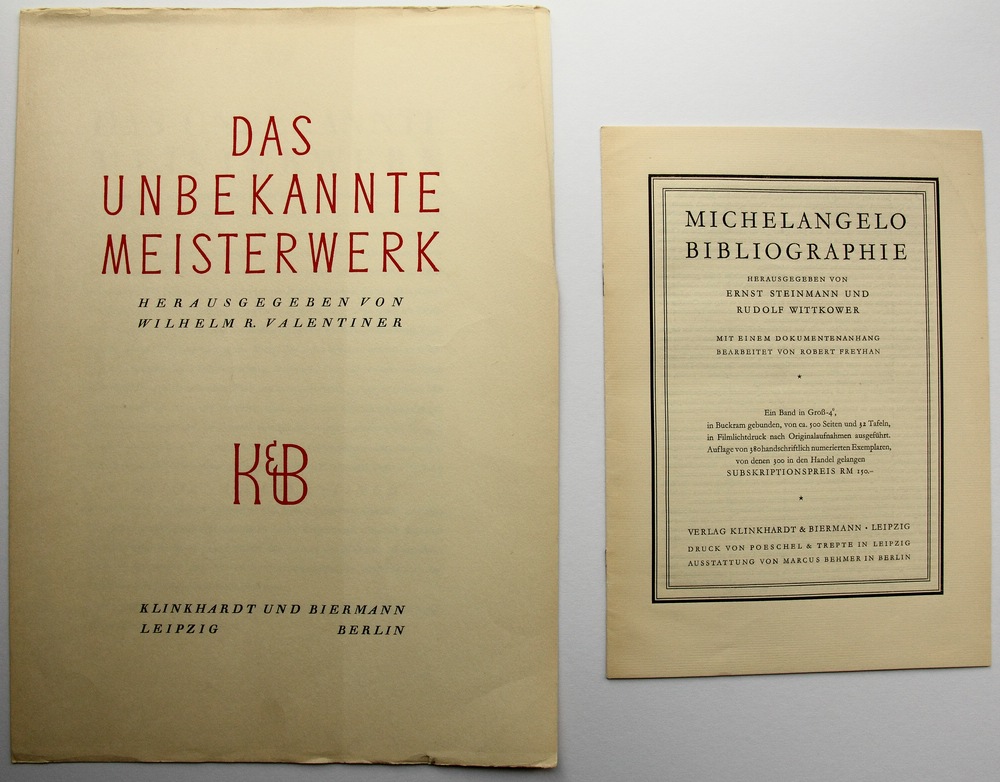 DAS
UNBEKANNTE
MEISTERWERK
HERAUSGEGEBEN VON
WILHELM R. VALENTINER
K&B
KLINKHARDT UND BIERMANN
LEIPZIG BERLIN
MICHELANGELO
BIBLIOGRAPHIE
HERAUSGEGEBEN VON
ERNST STEINMANN UND
RUDOLF WITTKOWER
MIT EINEM DOKUMENTENANHANG
BEARBEITET VON ROBERT FREYHAN
Ein Band in Groß-4°,
in Buckram gebunden, von ca. 500 Seiten und 32 Tafeln,
in Filmlichtdruck nach Originalaufnahmen ausgeführt.
Auflage von 380 handschriftlich numerierten Exemplaren,
von denen 300 in den Handel gelangen
SUBSKRIPTIONSPREIS RM 150.–
VERLAG KLINKHARDT & BIERMANN · LEIPZIG
DRUCK VON POESCHEL & TREPTE IN LEIPZIG
AUSSTATTUNG VON MARCUS BEHMER IN BERLIN